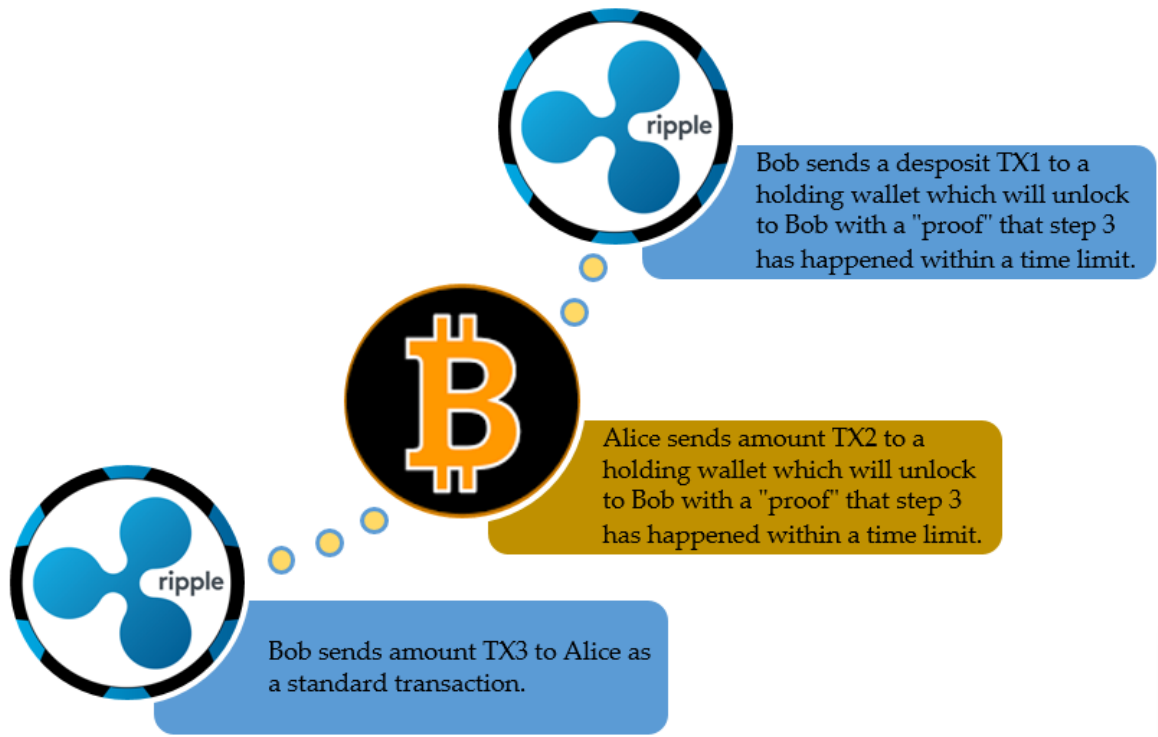 ripple
Bob sends a desposit TX1 to a
holding wallet which will unlock
to Bob with a "proof" that step 3
has happened within a time limit.
Alice sends amount TX2 to a
holding wallet which will unlock
to Bob with a "proof" that step 3
has happened within a time limit.
ripple
Bob sends amount TX3 to Alice as
a standard transaction.